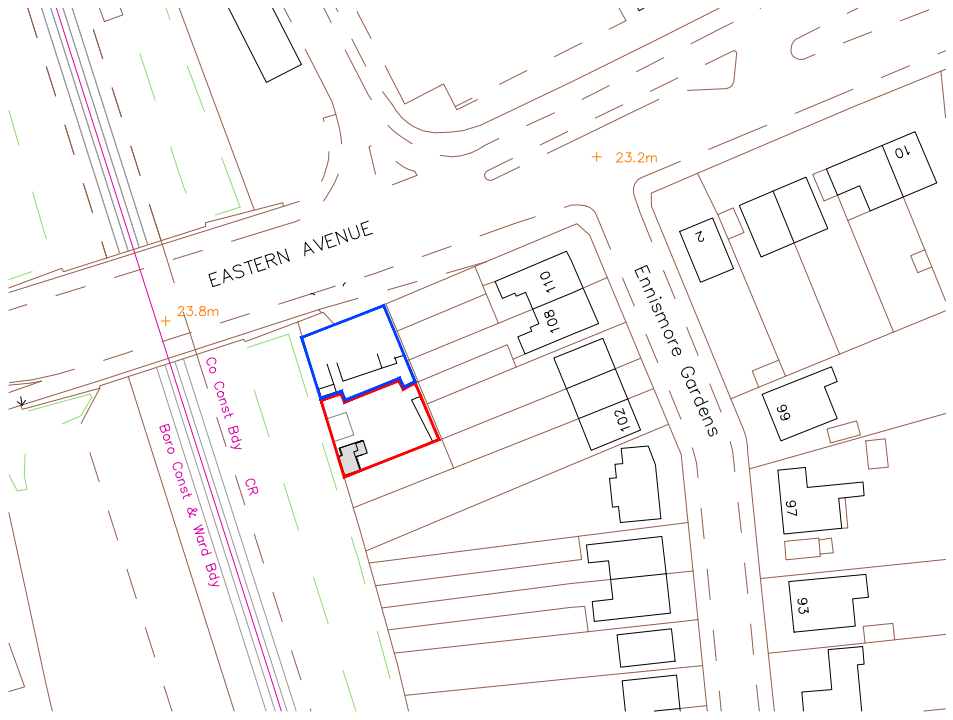 23.2m
10
EASTERN AVENUE
2
110
23.8m
108
Ennismore Gardens
Co Const Bdy
CR
102
99
Boro Const & Ward Bdy
97
93